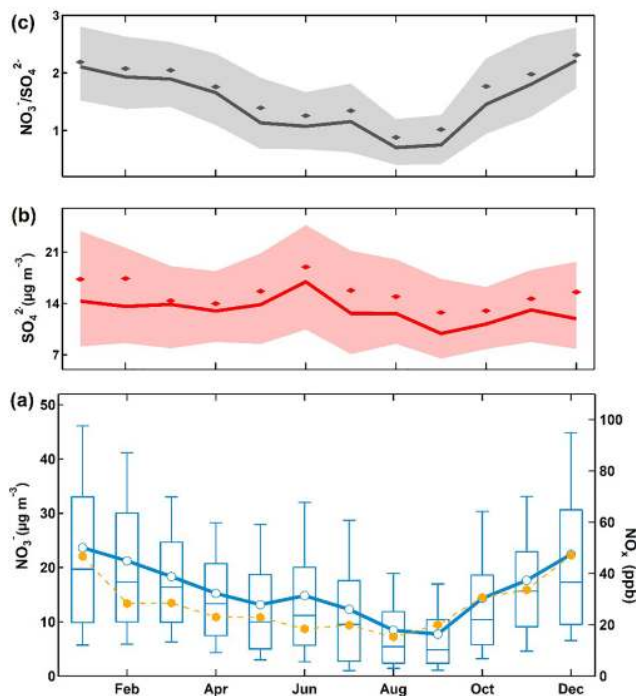 (c)
3
2
1
NO₃⁻/SO₄²⁻
(b)
21
14
7
SO₄²⁻(µg m⁻³)
(a)
50
40
30
20
10
0
NO₃⁻(µg m⁻³)
100
80
60
40
20
0
NOₓ (ppb)
Feb Apr Jun Aug Oct Dec